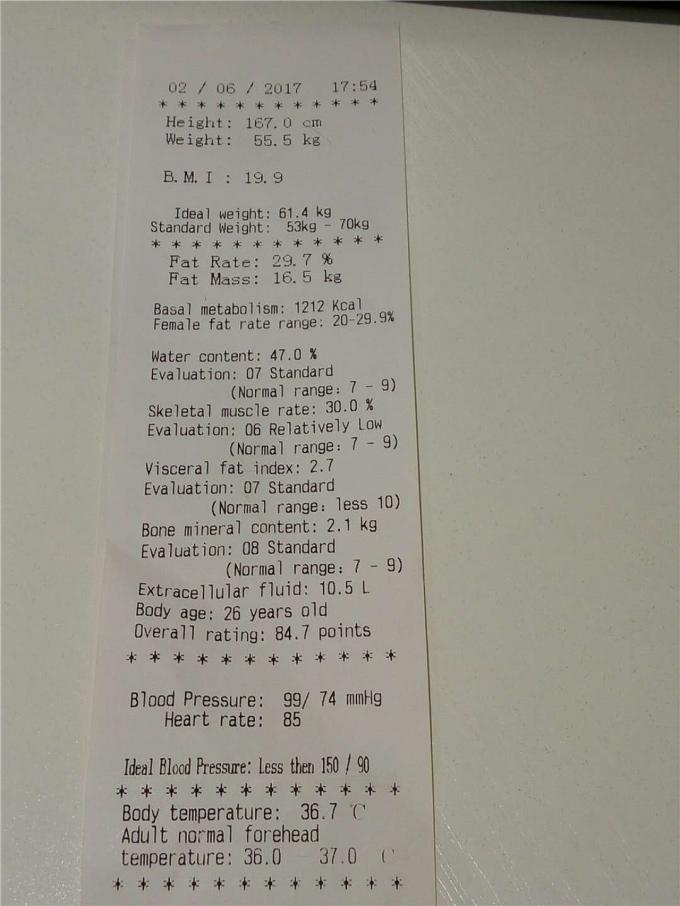 02 / 06 / 2017 17:54
* * * * * * * * * * * *
Height: 167.0 cm
Weight: 55.5 kg
B.M.I : 19.9
Ideal weight: 61.4 kg
Standard Weight: 53kg - 70kg
* * * * * * * * * * * *
Fat Rate: 29.7 %
Fat Mass: 16.5 kg
Basal metabolism: 1212 Kcal
Female fat rate range: 20-29.9%
Water content: 47.0 %
Evaluation: 07 Standard
(Normal range: 7 - 9)
Skeletal muscle rate: 30.0 %
Evaluation: 06 Relatively Low
(Normal range: 7 - 9)
Visceral fat index: 2.7
Evaluation: 07 Standard
(Normal range: less 10)
Bone mineral content: 2.1 kg
Evaluation: 08 Standard
(Normal range: 7 - 9)
Extracellular fluid: 10.5 L
Body age: 26 years old
Overall rating: 84.7 points
* * * * * * * * * * * *
Blood Pressure: 99/ 74 mmHg
Heart rate: 85
Ideal Blood Pressure: Less then 150 / 90
* * * * * * * * * * * *
Body temperature: 36.7 ℃
Adult normal forehead
temperature: 36.0 37.0
* * * * * * * * * * * *